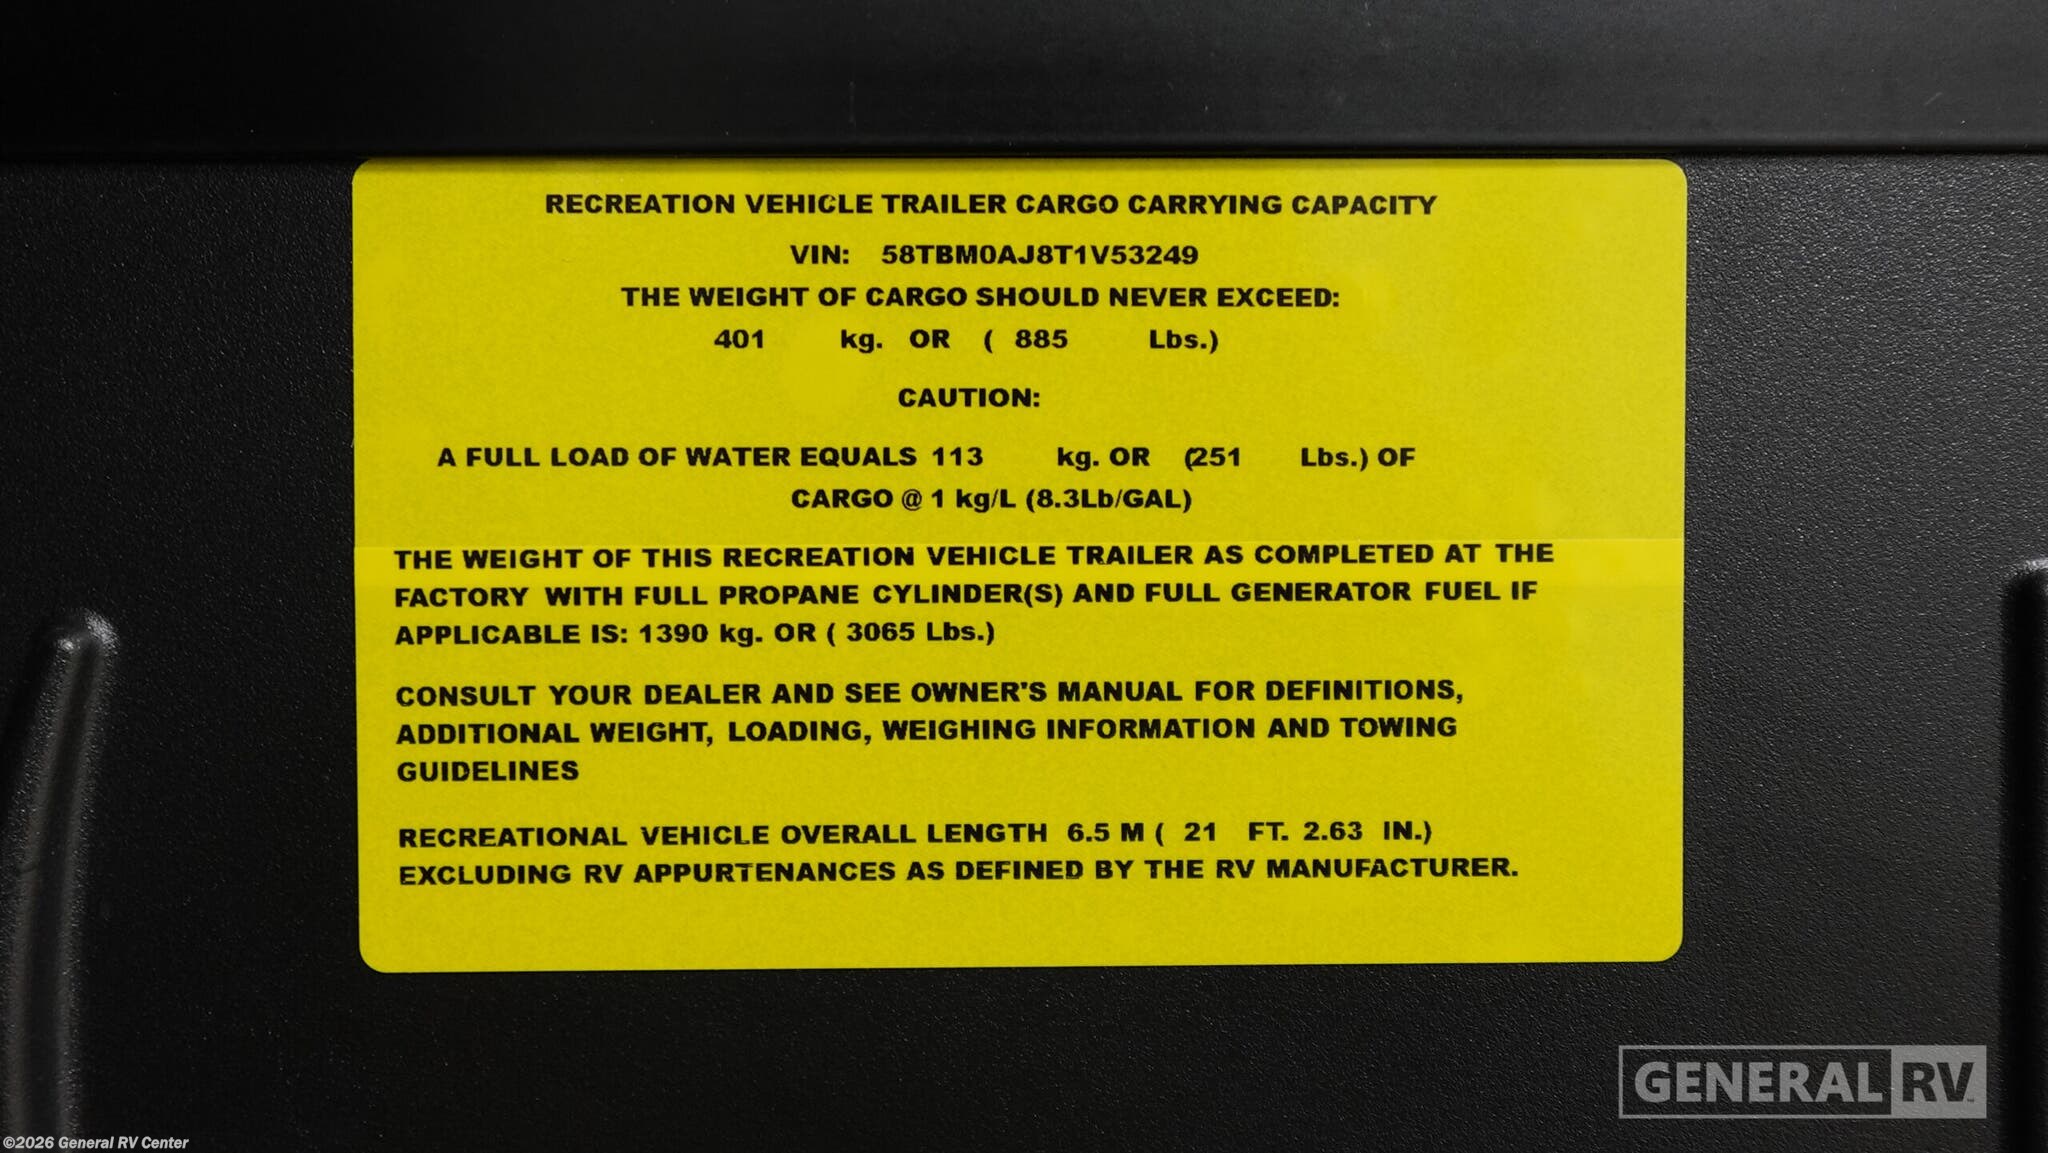 RECREATION VEHICLE TRAILER CARGO CARRYING CAPACITY
VIN: 58TBM0AJ8T1V53249
THE WEIGHT OF CARGO SHOULD NEVER EXCEED:
401 kg. OR ( 885 Lbs.)
CAUTION:
A FULL LOAD OF WATER EQUALS 113 kg. OR (251 Lbs.) OF
CARGO @ 1 kg/L (8.3Lb/GAL)
THE WEIGHT OF THIS RECREATION VEHICLE TRAILER AS COMPLETED AT THE
FACTORY WITH FULL PROPANE CYLINDER(S) AND FULL GENERATOR FUEL IF
APPLICABLE IS: 1390 kg. OR ( 3065 Lbs.)
CONSULT YOUR DEALER AND SEE OWNER'S MANUAL FOR DEFINITIONS,
ADDITIONAL WEIGHT, LOADING, WEIGHING INFORMATION AND TOWING
GUIDELINES
RECREATIONAL VEHICLE OVERALL LENGTH 6.5 M ( 21 FT. 2.63 IN.)
EXCLUDING RV APPURTENANCES AS DEFINED BY THE RV MANUFACTURER.
GENERAL RV
©2026 General RV Center